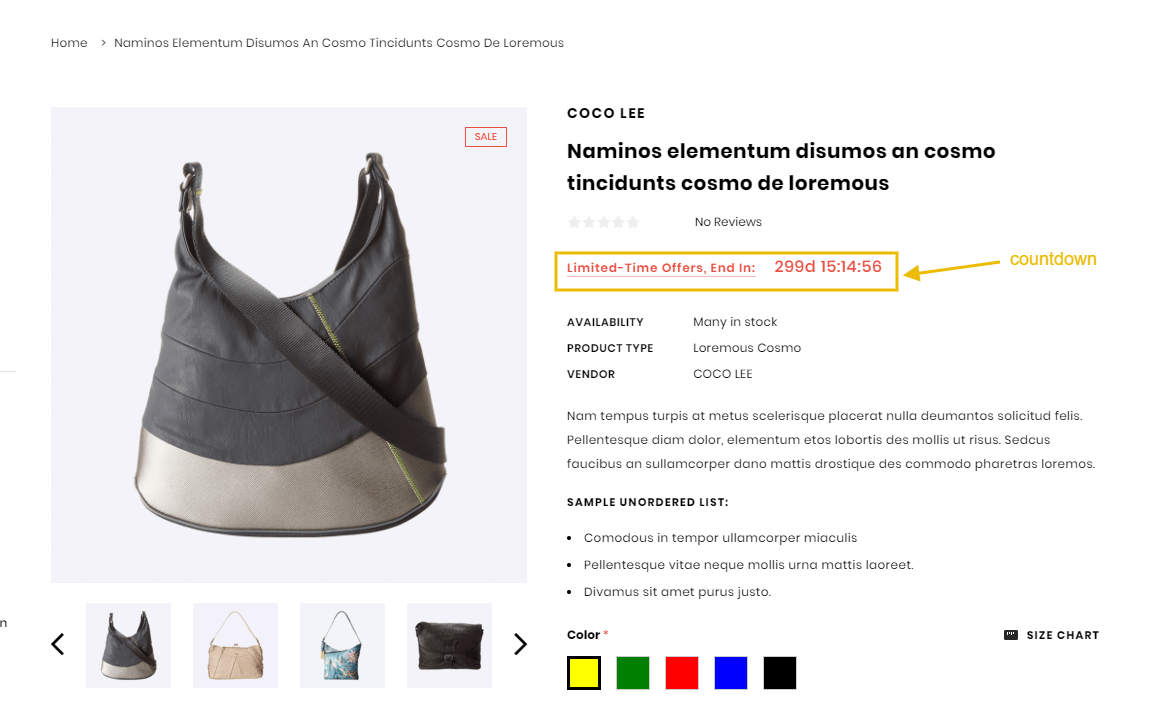 Home > Naminos Elementum Disumos An Cosmo Tincidunts Cosmo De Loremous
SALE
COCO LEE
Naminos elementum disumos an cosmo
tincidunts cosmo de loremous
No Reviews
Limited-Time Offers, End In: 299d 15:14:56
countdown
AVAILABILITY Many in stock
PRODUCT TYPE Loremous Cosmo
VENDOR COCO LEE
Nam tempus turpis at metus scelerisque placerat nulla deumantos solicitud felis.
Pellentesque diam dolor, elementum etos lobortis des mollis ut risus. Sedcus
faucibus an sullamcorper dano mattis drostique des commodo pharetras loremos.
SAMPLE UNORDERED LIST:
• Comodous in tempor ullamcorper miaculis
• Pellentesque vitae neque mollis urna mattis laoreet.
• Divamus sit amet purus justo.
n
Color *
SIZE CHART